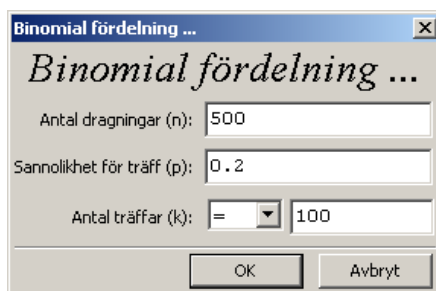 Binomial fördelning ...
Binomial fördelning ...
Antal dragningar (n): 500
Sannolikhet för träff (p): 0.2
Antal träffar (k): = 100
OK Avbryt